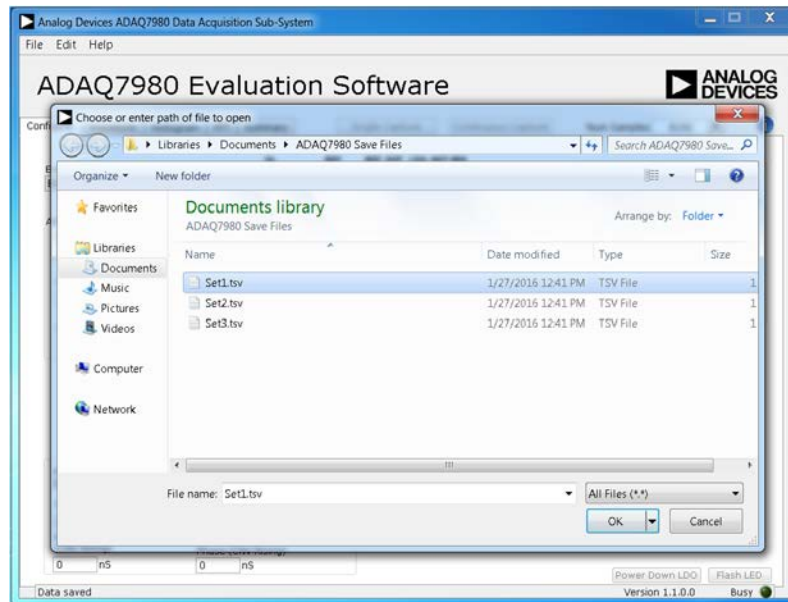 Analog Devices ADAQ7980 Data Acquisition Sub-System
File Edit Help
ADAQ7980 Evaluation Software
ANALOG
DEVICES
Choose or enter path of file to open
Libraries Documents ADAQ7980 Save Files
Search ADAQ7980 Save...
Organize New folder
Favorites
Libraries
Documents
Music
Pictures
Videos
Computer
Network
Documents library
ADAQ7980 Save Files
Arrange by: Folder
Name Date modified Type Size
Set1.tsv 1/27/2016 12:41 PM TSV File 1
Set2.tsv 1/27/2016 12:41 PM TSV File 1
Set3.tsv 1/27/2016 12:41 PM TSV File 1
File name: Set1.tsv
All Files (*.*)
OK Cancel
0 nS 0 nS
Power Down LDO Flash LED
Data saved Version 1.1.0.0 Busy